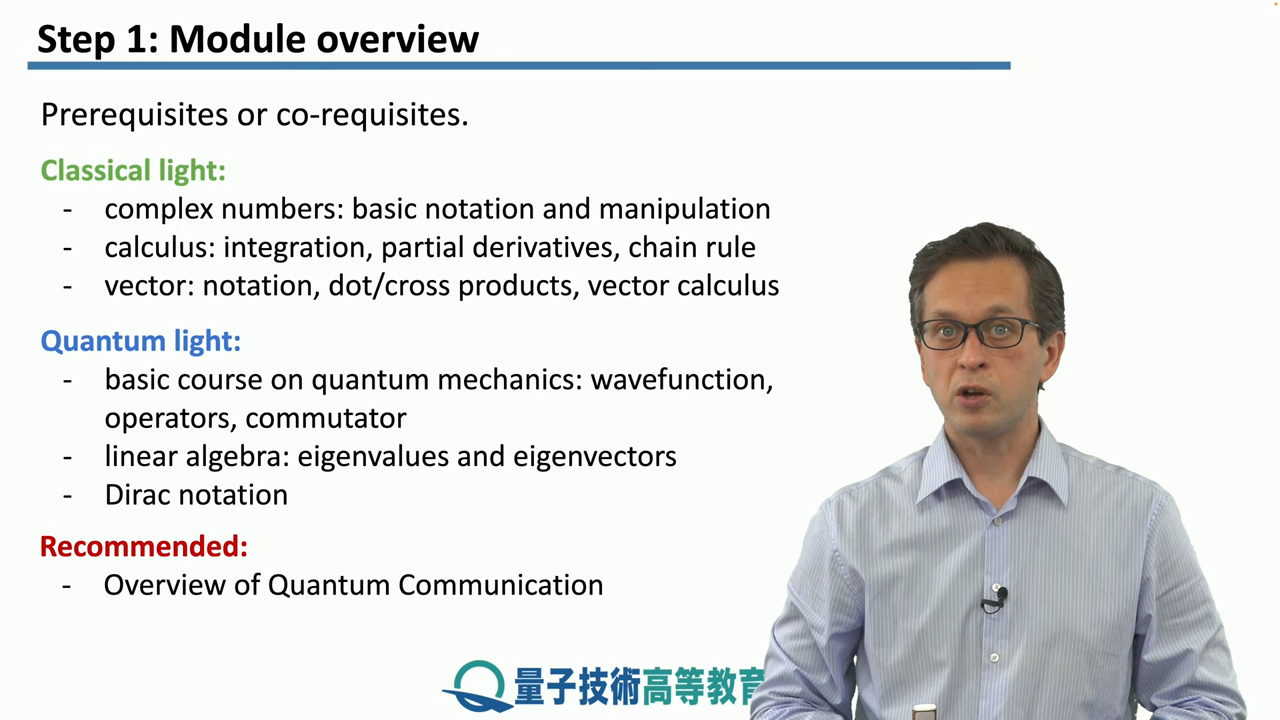 Step 1: Module overview
Prerequisites or co-requisites.
Classical light:
- complex numbers: basic notation and manipulation
- calculus: integration, partial derivatives, chain rule
- vector: notation, dot/cross products, vector calculus
Quantum light:
- basic course on quantum mechanics: wavefunction,
operators, commutator
- linear algebra: eigenvalues and eigenvectors
- Dirac notation
Recommended:
- Overview of Quantum Communication
量子技術高等教育